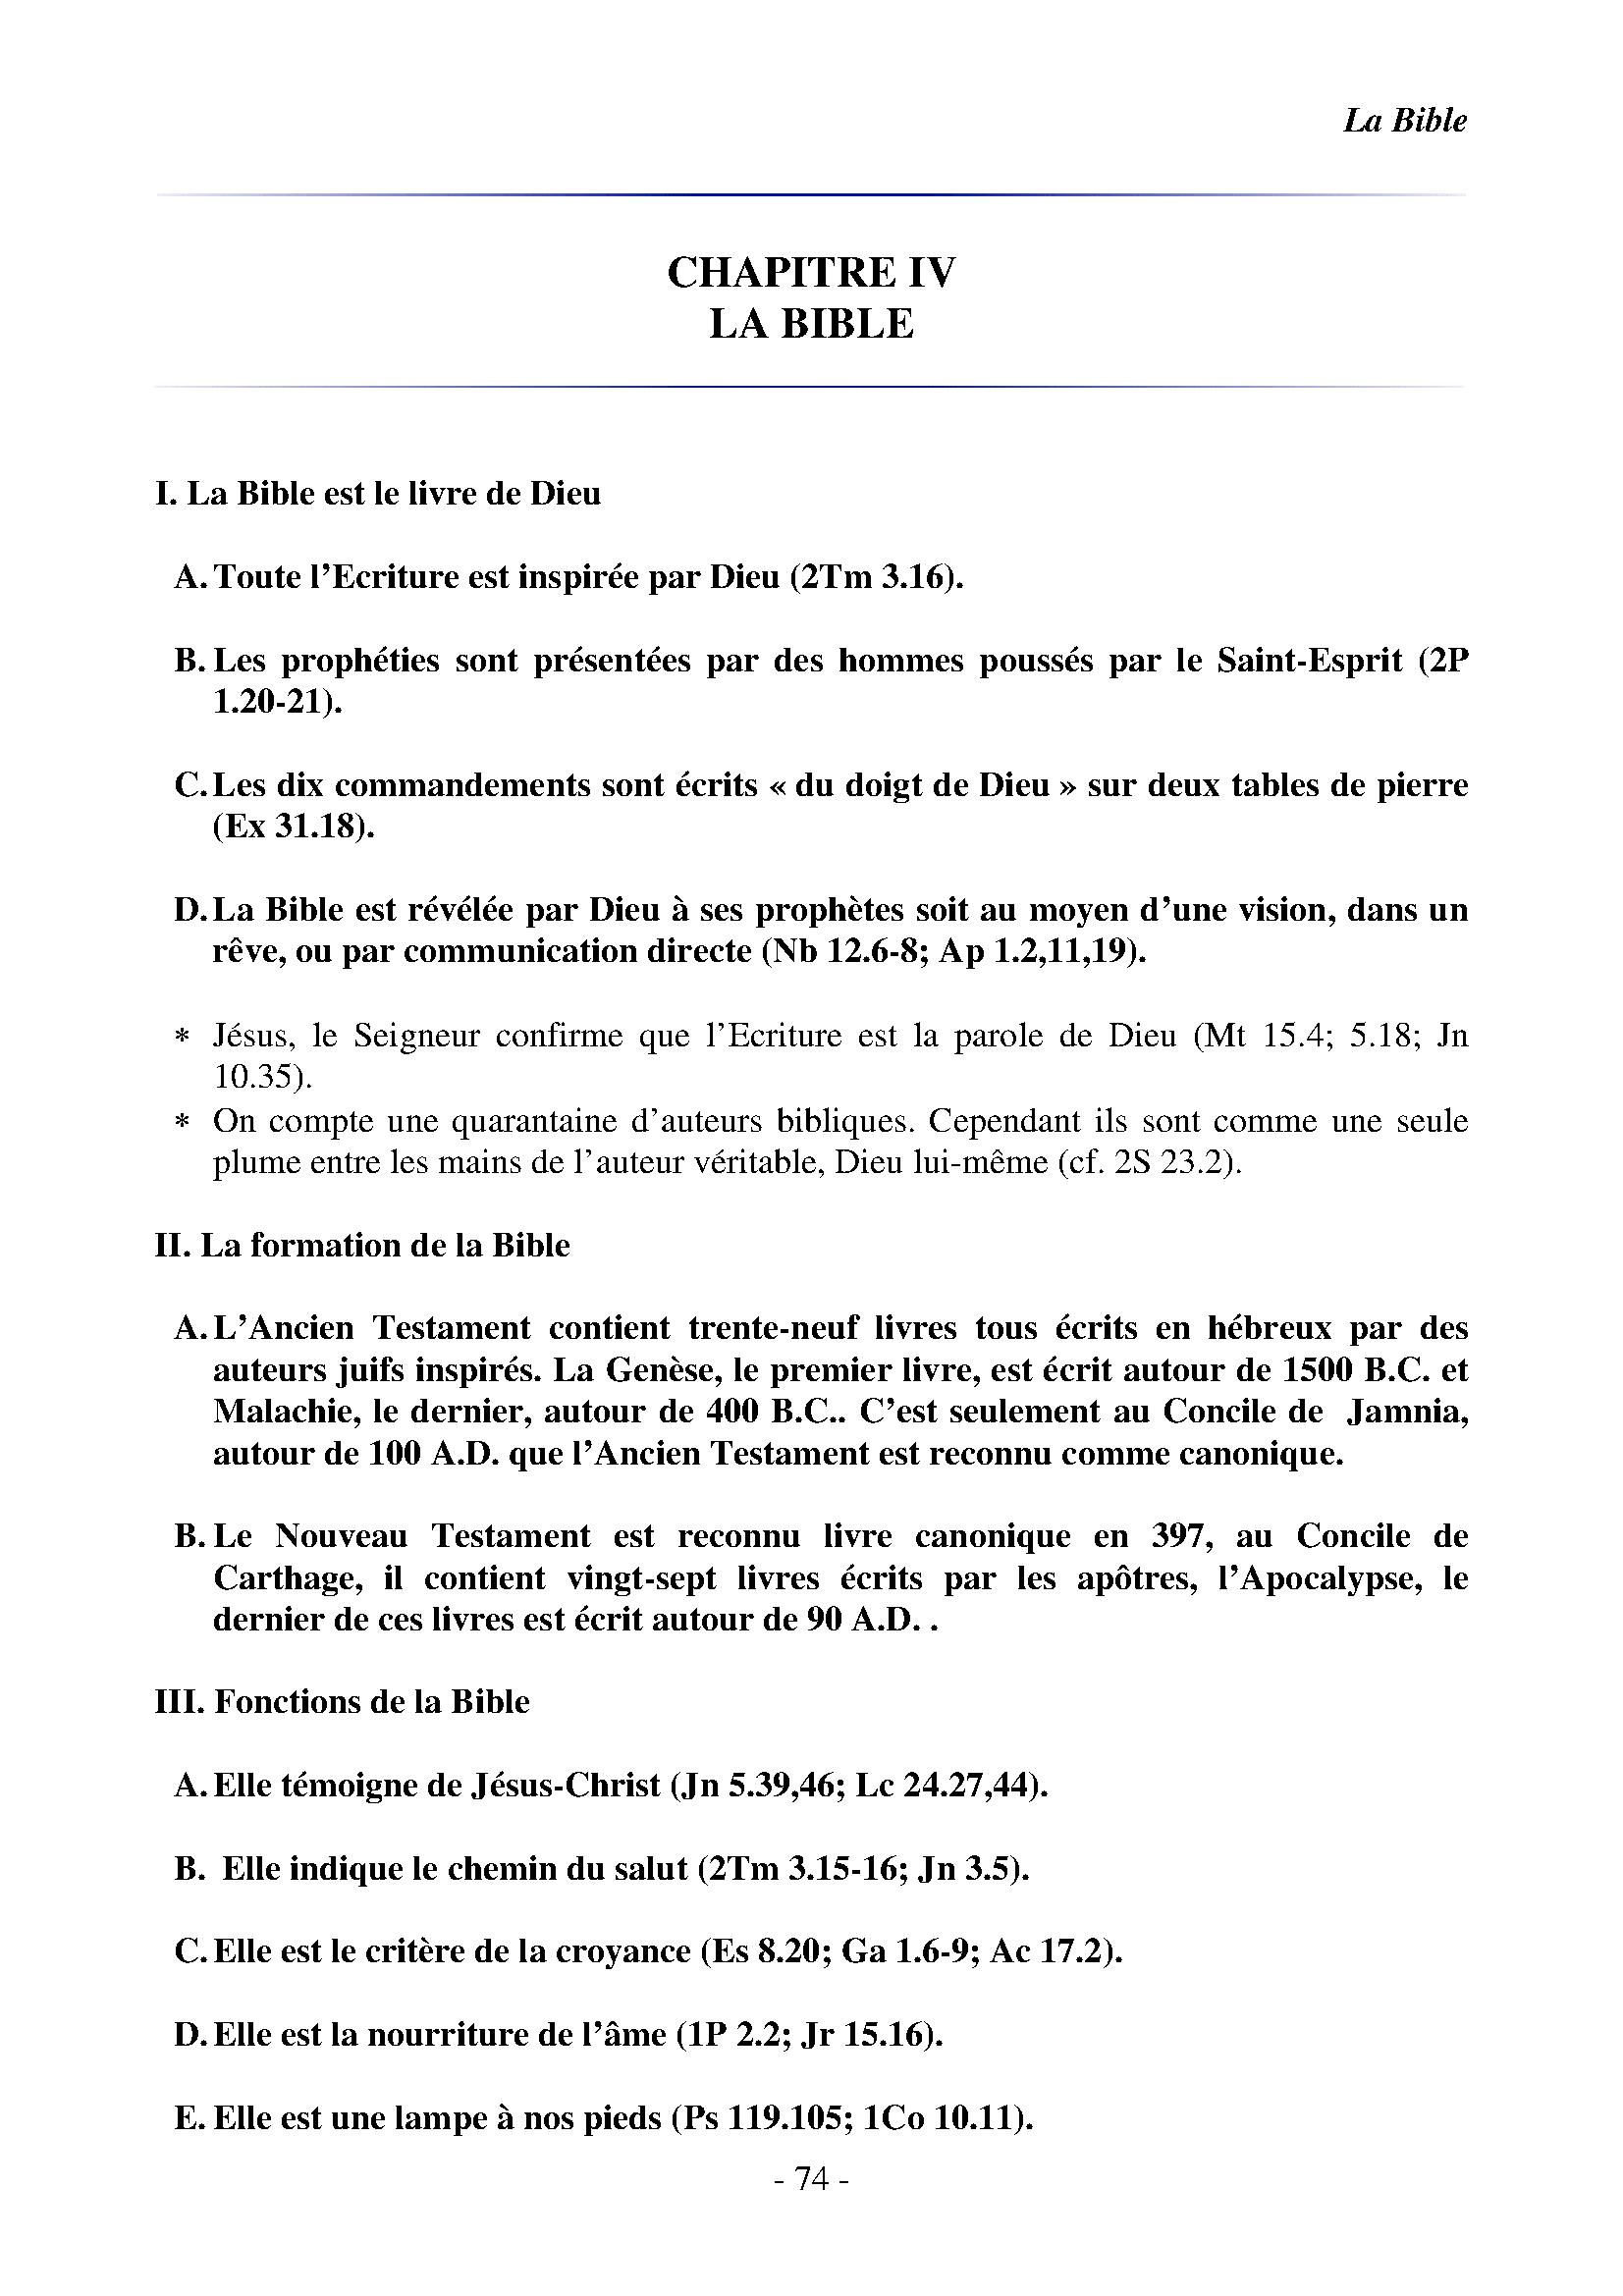 La Bible
CHAPITRE IV
LA BIBLE
I. La Bible est le livre de Dieu
A. Toute l’Ecriture est inspirée par Dieu (2Tm 3.16).
B. Les prophéties sont présentées par des hommes poussés par le Saint-Esprit (2P
1.20-21).
C. Les dix commandements sont écrits « du doigt de Dieu » sur deux tables de pierre
(Ex 31.18).
D. La Bible est révélée par Dieu à ses prophètes soit au moyen d’une vision, dans un
rêve, ou par communication directe (Nb 12.6-8; Ap 1.2,11,19).
* Jésus, le Seigneur confirme que l’Ecriture est la parole de Dieu (Mt 15.4; 5.18; Jn
10.35).
* On compte une quarantaine d’auteurs bibliques. Cependant ils sont comme une seule
plume entre les mains de l’auteur véritable, Dieu lui-même (cf. 2S 23.2).
II. La formation de la Bible
A. L’Ancien Testament contient trente-neuf livres tous écrits en hébreux par des
auteurs juifs inspirés. La Genèse, le premier livre, est écrit autour de 1500 B.C. et
Malachie, le dernier, autour de 400 B.C.. C’est seulement au Concile de Jamnia,
autour de 100 A.D. que l’Ancien Testament est reconnu comme canonique.
B. Le Nouveau Testament est reconnu livre canonique en 397, au Concile de
Carthage, il contient vingt-sept livres écrits par les apôtres, l’Apocalypse, le
dernier de ces livres est écrit autour de 90 A.D. .
III. Fonctions de la Bible
A. Elle témoigne de Jésus-Christ (Jn 5.39,46; Lc 24.27,44).
B. Elle indique le chemin du salut (2Tm 3.15-16; Jn 3.5).
C. Elle est le critère de la croyance (Es 8.20; Ga 1.6-9; Ac 17.2).
D. Elle est la nourriture de l’âme (1P 2.2; Jr 15.16).
E. Elle est une lampe à nos pieds (Ps 119.105; 1Co 10.11).
- 74 -